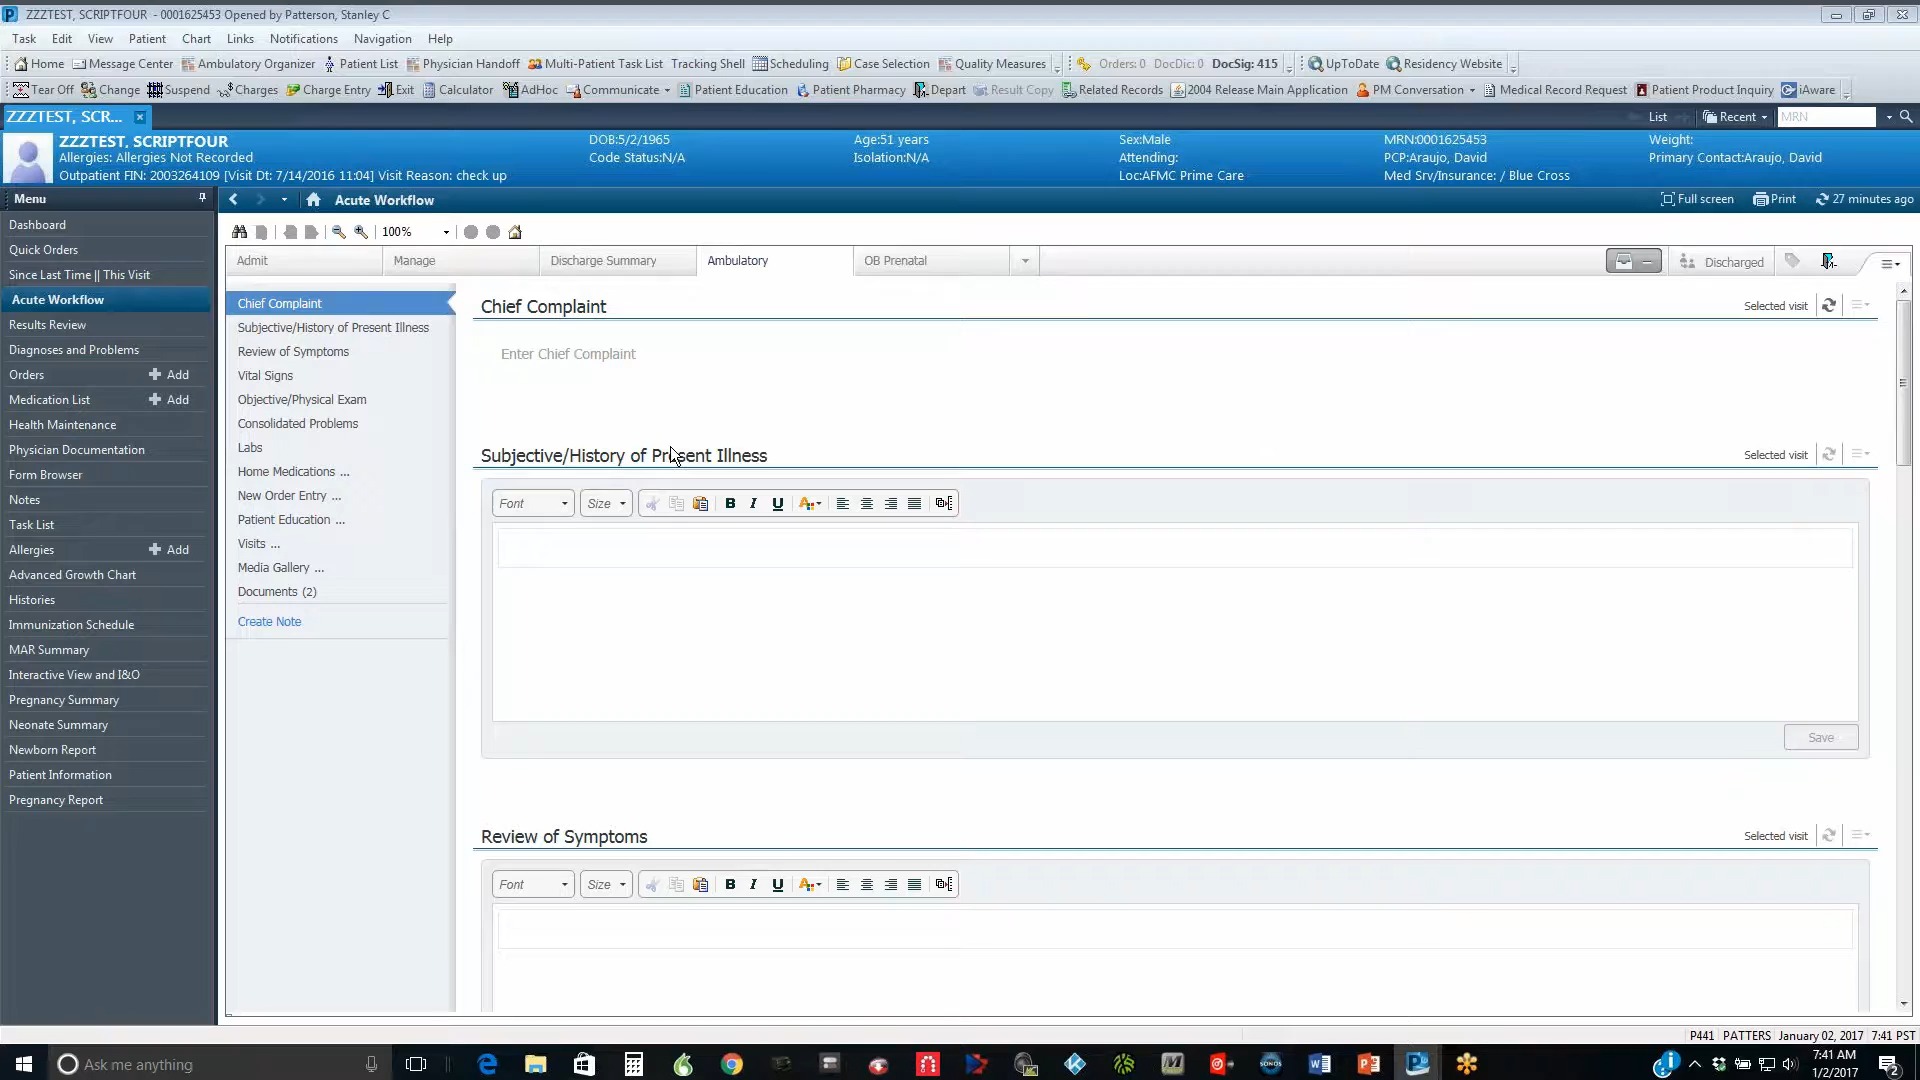 ZZZTEST, SCRIPTFOUR - 0001625453 Opened by Patterson, Stanley C
Task Edit View Patient Chart Links Notifications Navigation Help
Home Message Center Ambulatory Organizer Patient List Physician Handoff Multi-Patient Task List Tracking Shell Scheduling Case Selection Quality Measures Orders: 0 DocDic: 0 DocSig: 415 UpToDate Residency Website
Tear Off Change Suspend Charges Charge Entry Exit Calculator AdHoc Communicate Patient Education Patient Pharmacy Depart Result Copy Related Records 2004 Release Main Application PM Conversation Medical Record Request Patient Product Inquiry iAware
ZZZTEST, SCR... List Recent MRN
ZZZTEST, SCRIPTFOUR DOB:5/2/1965 Age:51 years Sex:Male MRN:0001625453 Weight:
Allergies: Allergies Not Recorded Code Status:N/A Isolation:N/A Attending: PCP:Araujo, David Primary Contact:Araujo, David
Outpatient FIN: 2003264109 [Visit Dt: 7/14/2016 11:04] Visit Reason: check up Loc:AFMC Prime Care Med Srv/Insurance: / Blue Cross
Menu
Dashboard
Quick Orders
Since Last Time || This Visit
Acute Workflow
Results Review
Diagnoses and Problems
Orders Add
Medication List Add
Health Maintenance
Physician Documentation
Form Browser
Notes
Task List
Allergies Add
Advanced Growth Chart
Histories
Immunization Schedule
MAR Summary
Interactive View and I&O
Pregnancy Summary
Neonate Summary
Newborn Report
Patient Information
Pregnancy Report
Acute Workflow Full screen Print 27 minutes ago
100%
Admit Manage Discharge Summary Ambulatory OB Prenatal Discharged
Chief Complaint
Subjective/History of Present Illness
Review of Symptoms
Vital Signs
Objective/Physical Exam
Consolidated Problems
Labs
Home Medications ...
New Order Entry ...
Patient Education ...
Visits ...
Media Gallery ...
Documents (2)
Create Note
Chief Complaint Selected visit
Enter Chief Complaint
Subjective/History of Present Illness Selected visit
Font Size B I U A
Save
Review of Symptoms Selected visit
Font Size B I U A
P441 PATTERS January 02, 2017 7:41 PST
Ask me anything
SONOS
7:41 AM
1/2/2017
2